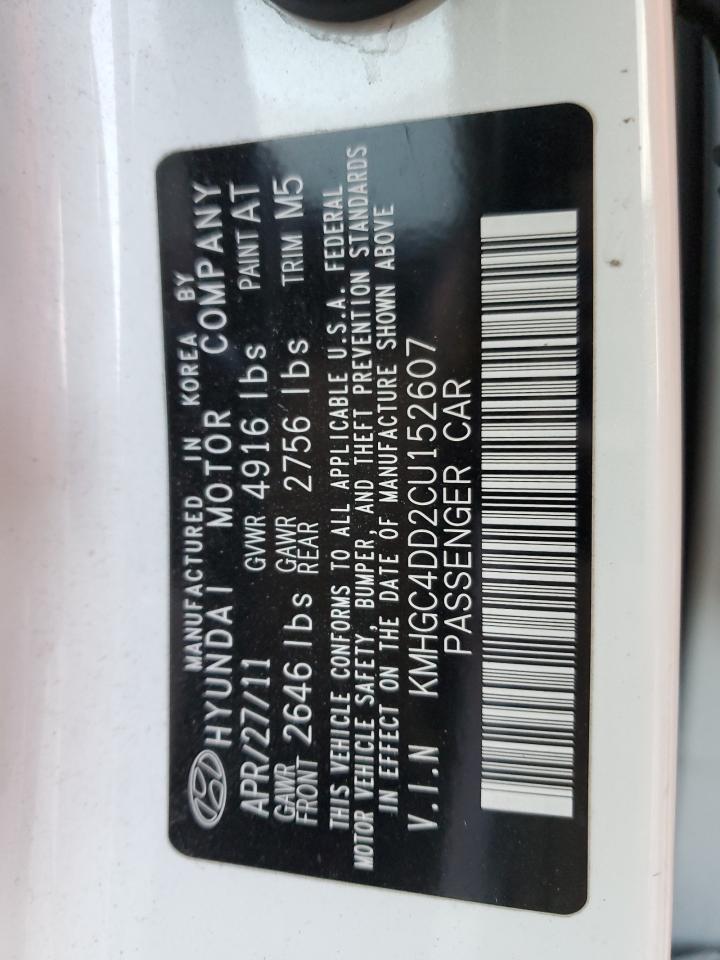 MANUFACTURED IN KOREA BY
HYUNDAI MOTOR COMPANY
APR/27/11 GVWR 4916 lbs PAINT AT
GAWR FRONT 2646 lbs GAWR REAR 2756 lbs TRIM M5
THIS VEHICLE CONFORMS TO ALL APPLICABLE U.S.A. FEDERAL
MOTOR VEHICLE SAFETY, BUMPER, AND THEFT PREVENTION STANDARDS
IN EFFECT ON THE DATE OF MANUFACTURE SHOWN ABOVE
V.I.N KMHGC4DD2CU152607
PASSENGER CAR